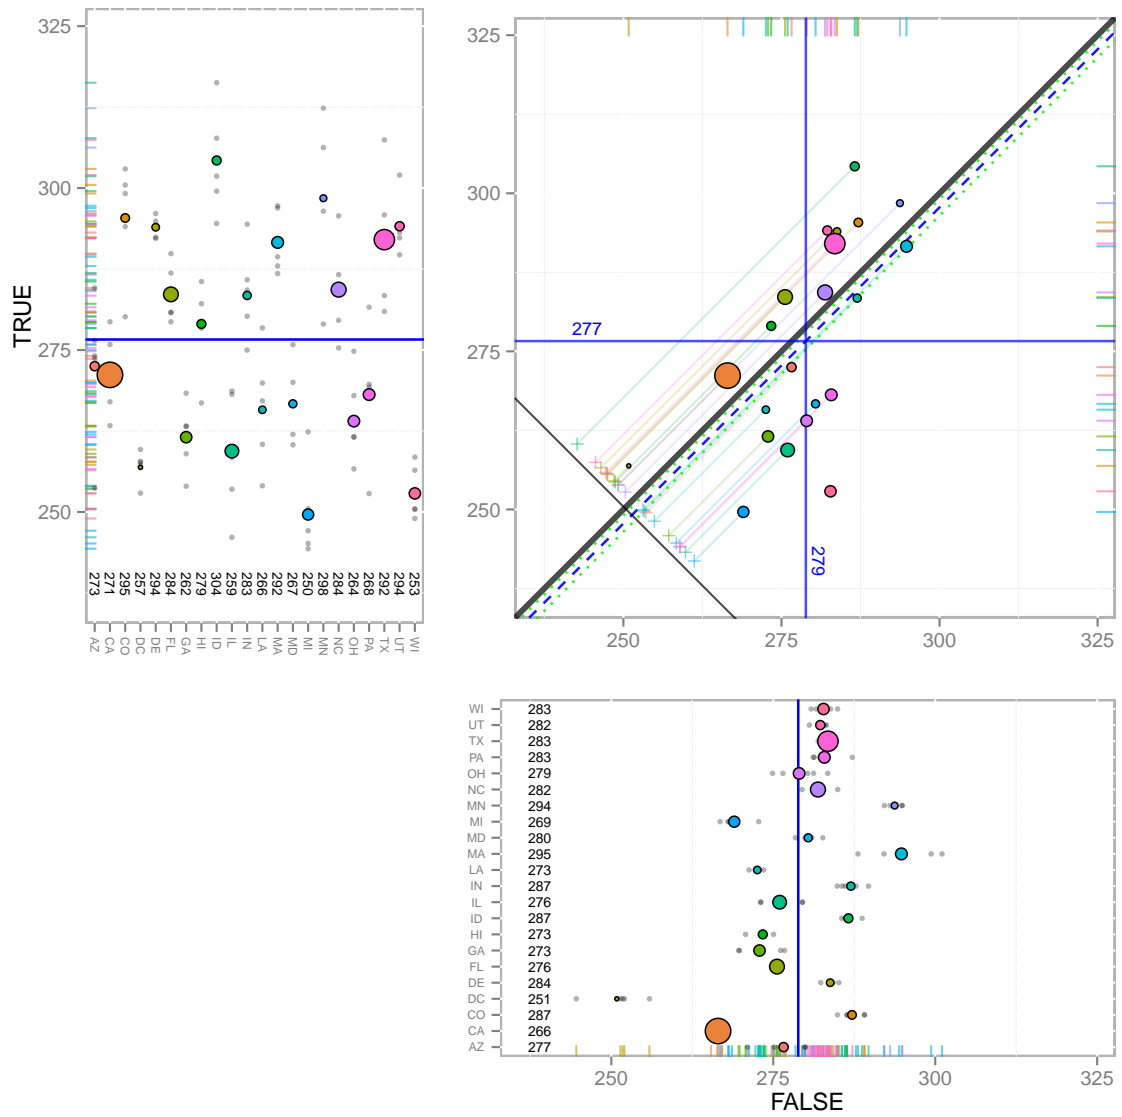 325
300
275
250
TRUE
273
271
295
257
294
284
262
279
304
259
283
266
292
267
250
298
284
264
268
292
294
253
AZ
CA
CO
DC
DE
FL
GA
HI
ID
IL
IN
LA
MA
MD
MI
MN
NC
OH
PA
TX
UT
WI
325
300
275
250
277
279
250
275
300
325
WI 283
UT 282
TX 283
PA 283
OH 279
NC 282
MN 294
MI 269
MD 280
MA 295
LA 273
IN 287
IL 276
ID 287
HI 273
GA 273
FL 276
DE 284
DC 251
CO 287
CA 266
AZ 277
250 275 300 325
FALSE